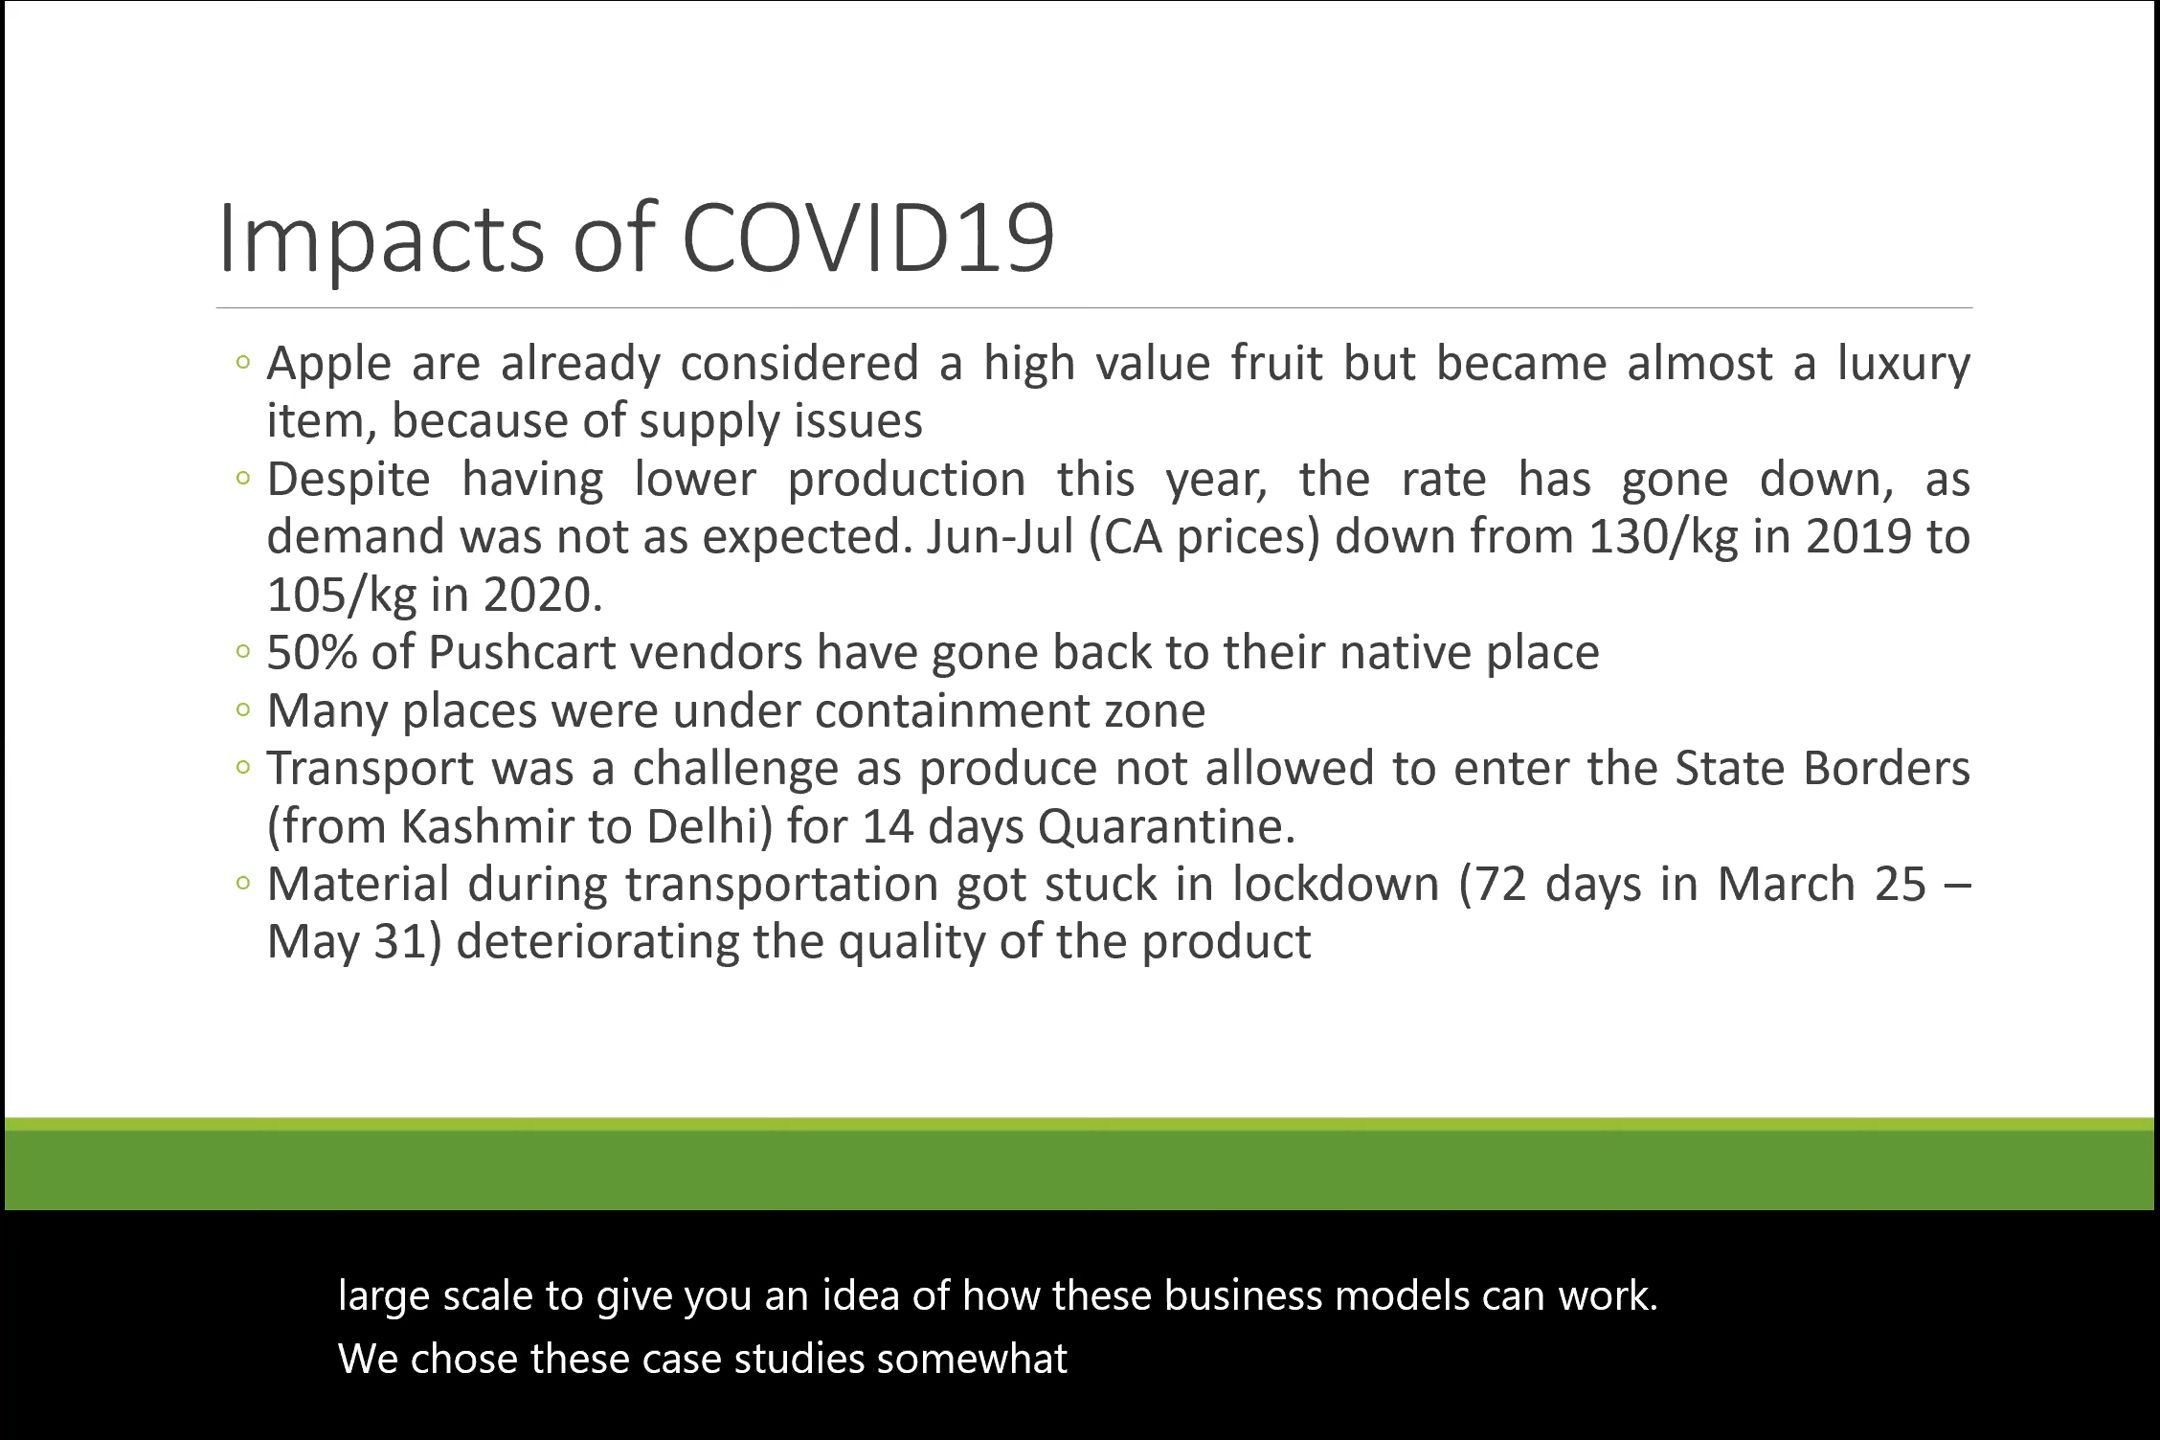 Impacts of COVID19
◦ Apple are already considered a high value fruit but became almost a luxury
item, because of supply issues
◦ Despite having lower production this year, the rate has gone down, as
demand was not as expected. Jun-Jul (CA prices) down from 130/kg in 2019 to
105/kg in 2020.
◦ 50% of Pushcart vendors have gone back to their native place
◦ Many places were under containment zone
◦ Transport was a challenge as produce not allowed to enter the State Borders
(from Kashmir to Delhi) for 14 days Quarantine.
◦ Material during transportation got stuck in lockdown (72 days in March 25 –
May 31) deteriorating the quality of the product
large scale to give you an idea of how these business models can work.
We chose these case studies somewhat